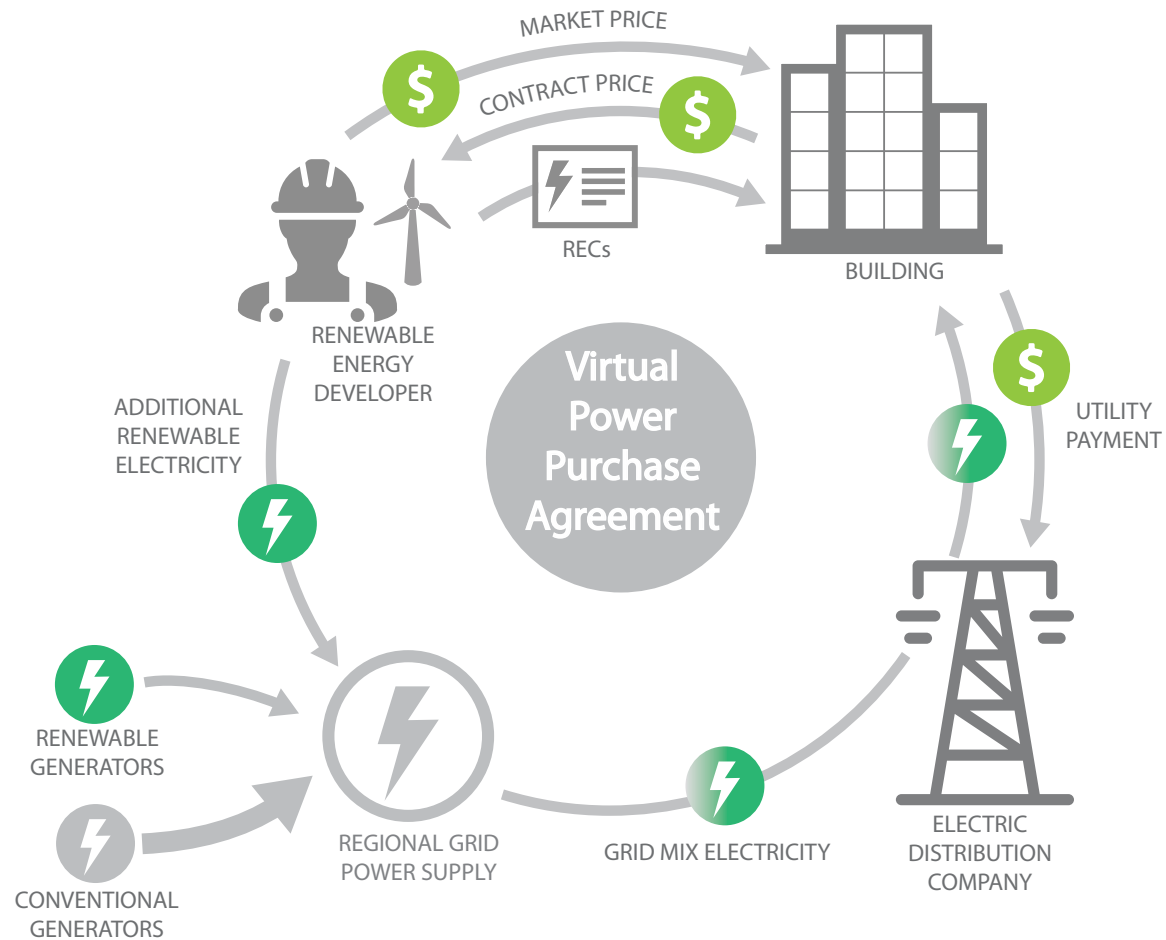 MARKET PRICE
$
CONTRACT PRICE
$
RECs
BUILDING
RENEWABLE
ENERGY
DEVELOPER
Virtual
Power
Purchase
Agreement
$
UTILITY
PAYMENT
ADDITIONAL
RENEWABLE
ELECTRICITY
RENEWABLE
GENERATORS
CONVENTIONAL
GENERATORS
REGIONAL GRID
POWER SUPPLY
GRID MIX ELECTRICITY
ELECTRIC
DISTRIBUTION
COMPANY